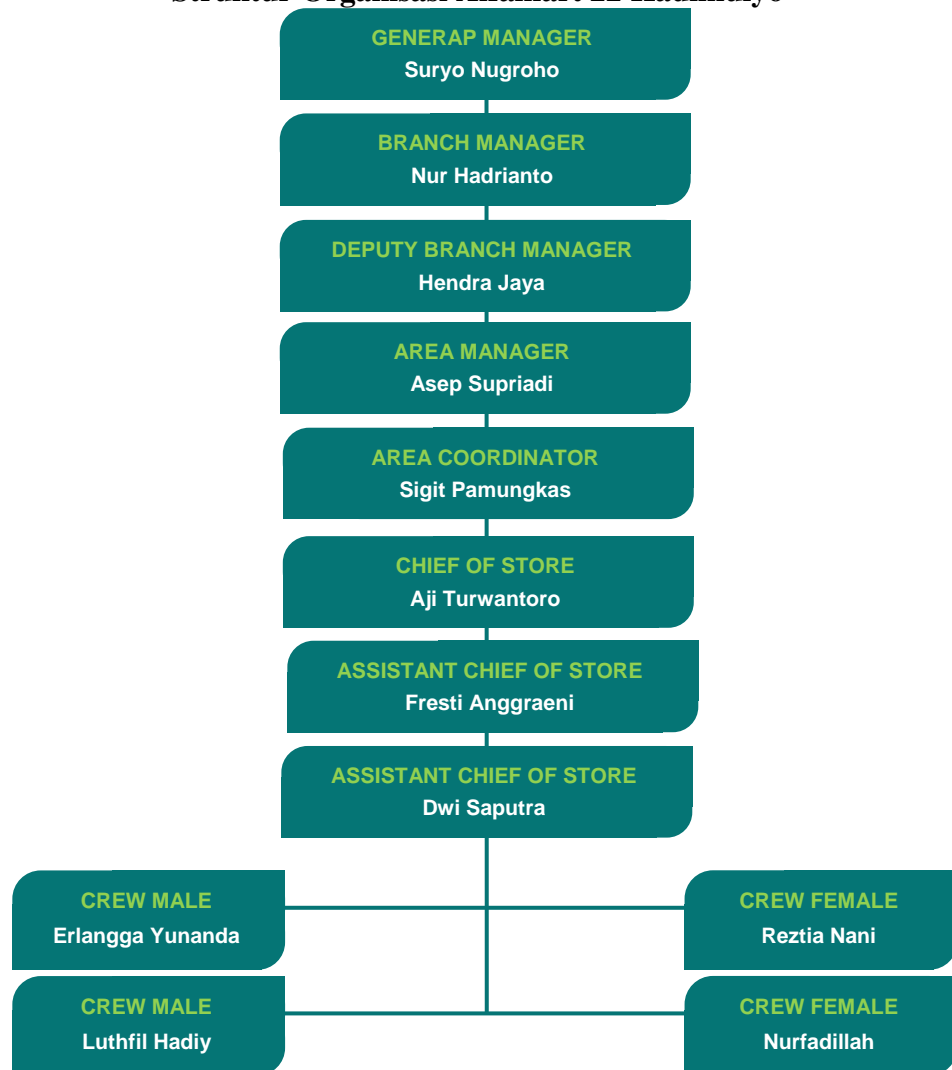 Struktur Organisasi
GENERAP MANAGER
Suryo Nugroho
BRANCH MANAGER
Nur Hadrianto
DEPUTY BRANCH MANAGER
Hendra Jaya
AREA MANAGER
Asep Supriadi
AREA COORDINATOR
Sigit Pamungkas
CHIEF OF STORE
Aji Turwantoro
ASSISTANT CHIEF OF STORE
Fresti Anggraeni
ASSISTANT CHIEF OF STORE
Dwi Saputra
CREW MALE
Erlangga Yunanda
CREW FEMALE
Reztia Nani
CREW MALE
Luthfil Hadiy
CREW FEMALE
Nurfadillah